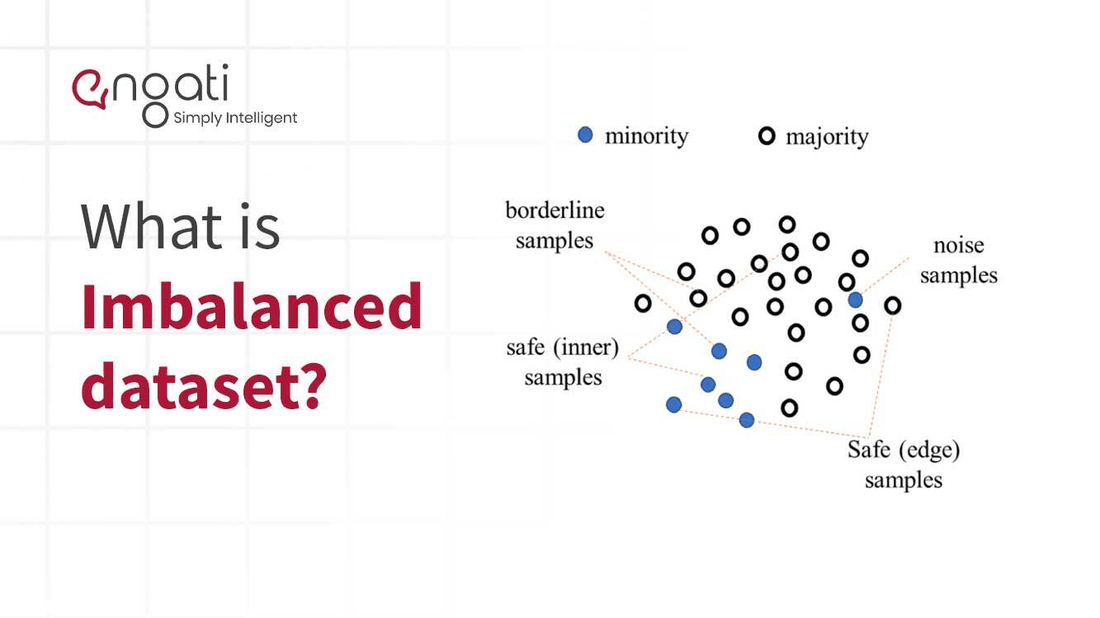 engati
Simply Intelligent
What is
Imbalanced
dataset?
minority
majority
borderline
samples
noise
samples
safe (inner)
samples
Safe (edge)
samples